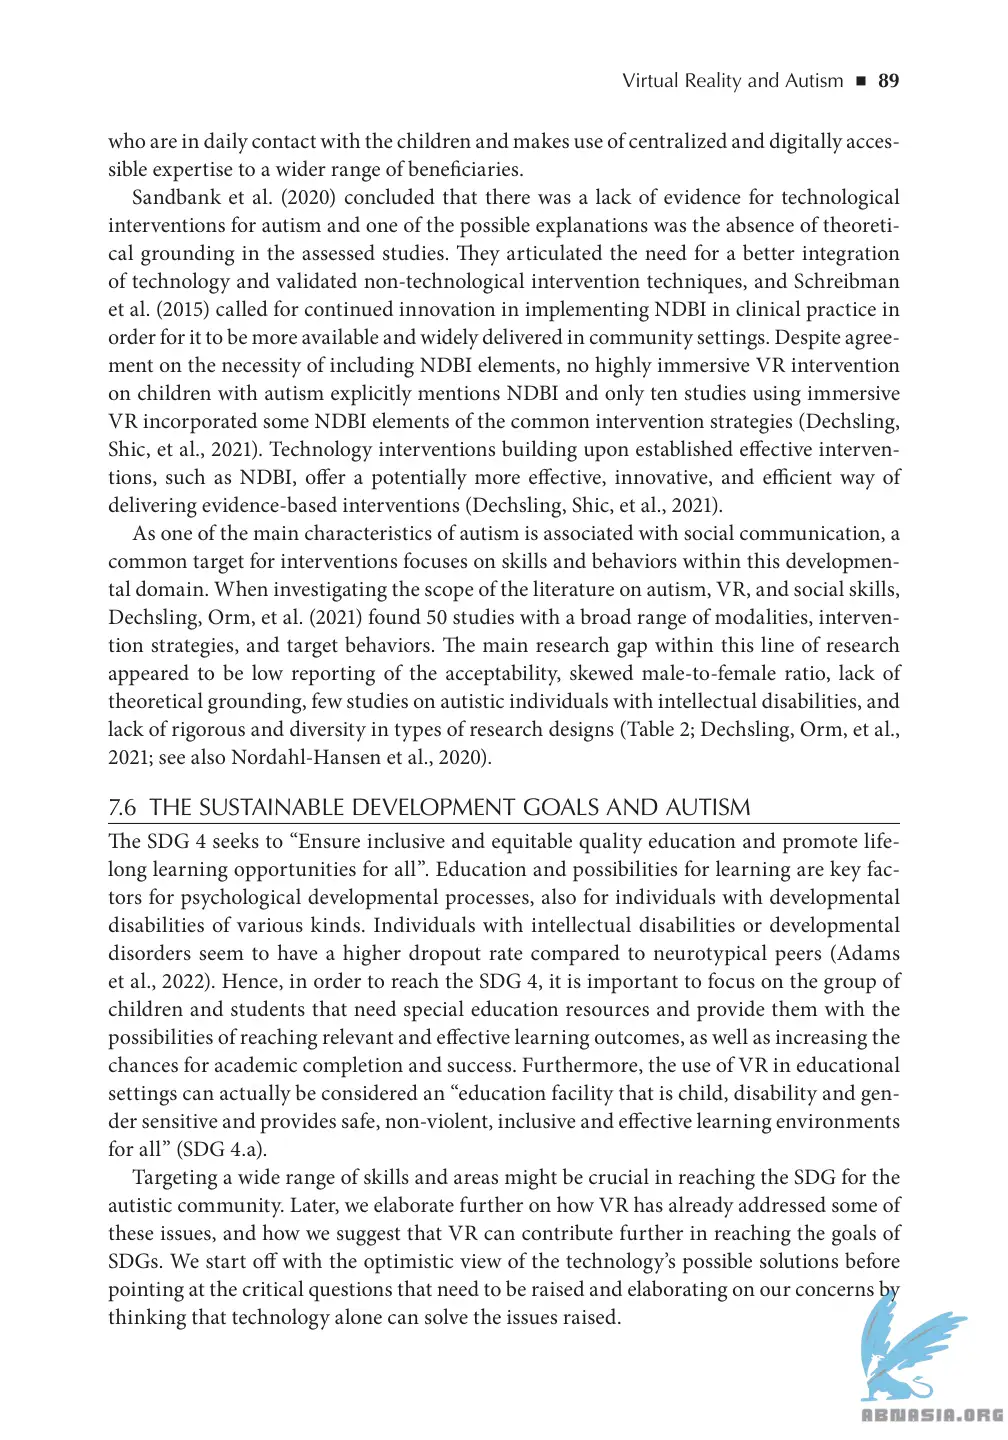 Virtual Reality and Autism ■ 89
who are in daily contact with the children and makes use of centralized and digitally acces-
sible expertise to a wider range of beneficiaries.
Sandbank et al. (2020) concluded that there was a lack of evidence for technological
interventions for autism and one of the possible explanations was the absence of theoreti-
cal grounding in the assessed studies. They articulated the need for a better integration
of technology and validated non-technological intervention techniques, and Schreibman
et al. (2015) called for continued innovation in implementing NDBI in clinical practice in
order for it to be more available and widely delivered in community settings. Despite agree-
ment on the necessity of including NDBI elements, no highly immersive VR intervention
on children with autism explicitly mentions NDBI and only ten studies using immersive
VR incorporated some NDBI elements of the common intervention strategies (Dechsling,
Shic, et al., 2021). Technology interventions building upon established effective interven-
tions, such as NDBI, offer a potentially more effective, innovative, and efficient way of
delivering evidence-based interventions (Dechsling, Shic, et al., 2021).
As one of the main characteristics of autism is associated with social communication, a
common target for interventions focuses on skills and behaviors within this developmen-
tal domain. When investigating the scope of the literature on autism, VR, and social skills,
Dechsling, Orm, et al. (2021) found 50 studies with a broad range of modalities, interven-
tion strategies, and target behaviors. The main research gap within this line of research
appeared to be low reporting of the acceptability, skewed male-to-female ratio, lack of
theoretical grounding, few studies on autistic individuals with intellectual disabilities, and
lack of rigorous and diversity in types of research designs (Table 2; Dechsling, Orm, et al.,
2021; see also Nordahl-Hansen et al., 2020).
7.6 THE SUSTAINABLE DEVELOPMENT GOALS AND AUTISM
The SDG 4 seeks to “Ensure inclusive and equitable quality education and promote life-
long learning opportunities for all”. Education and possibilities for learning are key fac-
tors for psychological developmental processes, also for individuals with developmental
disabilities of various kinds. Individuals with intellectual disabilities or developmental
disorders seem to have a higher dropout rate compared to neurotypical peers (Adams
et al., 2022). Hence, in order to reach the SDG 4, it is important to focus on the group of
children and students that need special education resources and provide them with the
possibilities of reaching relevant and effective learning outcomes, as well as increasing the
chances for academic completion and success. Furthermore, the use of VR in educational
settings can actually be considered an “education facility that is child, disability and gen-
der sensitive and provides safe, non-violent, inclusive and effective learning environments
for all” (SDG 4.a).
Targeting a wide range of skills and areas might be crucial in reaching the SDG for the
autistic community. Later, we elaborate further on how VR has already addressed some of
these issues, and how we suggest that VR can contribute further in reaching the goals of
SDGs. We start off with the optimistic view of the technology’s possible solutions before
pointing at the critical questions that need to be raised and elaborating on our concerns by
thinking that technology alone can solve the issues raised.
ABNASIA.ORG